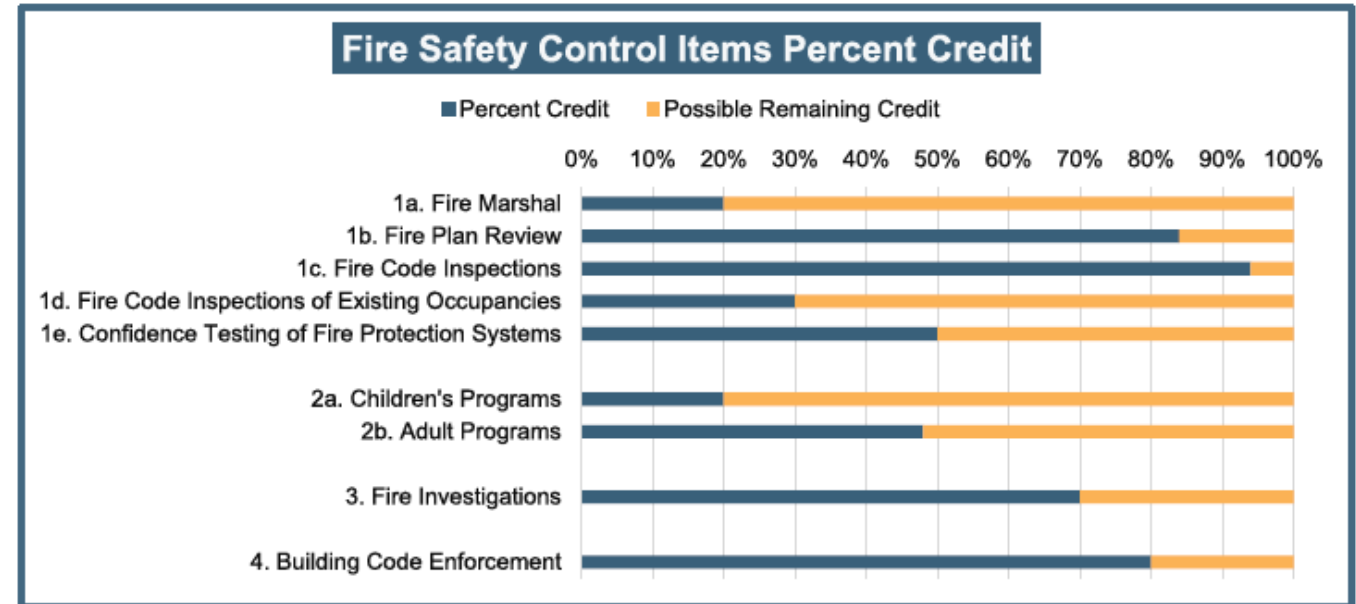 Fire Safety Control Items Percent Credit
Percent Credit Possible Remaining Credit
0% 10% 20% 30% 40% 50% 60% 70% 80% 90% 100%
1a. Fire Marshal
1b. Fire Plan Review
1c. Fire Code Inspections
1d. Fire Code Inspections of Existing Occupancies
1e. Confidence Testing of Fire Protection Systems
2a. Children's Programs
2b. Adult Programs
3. Fire Investigations
4. Building Code Enforcement